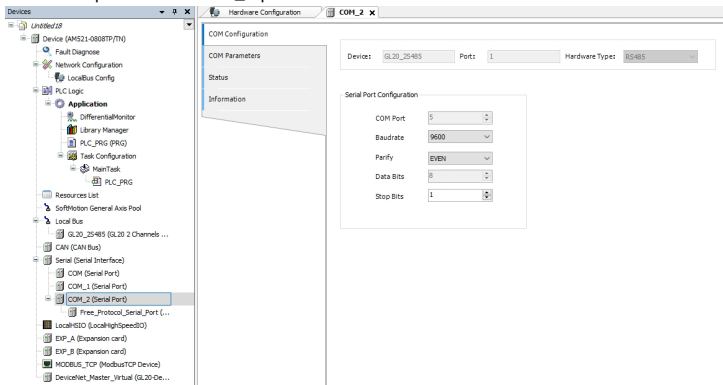 Devices
Untitled18
Device (AM521-0808TP/TN)
Fault Diagnose
Network Configuration
LocalBus Config
PLC Logic
Application
DifferentialMonitor
Library Manager
PLC_PRG (PRG)
Task Configuration
MainTask
PLC_PRG
Resources List
SoftMotion General Axis Pool
Local Bus
GL20_2S485 (GL20 2 Channels ...
CAN (CAN Bus)
Serial (Serial Interface)
COM (Serial Port)
COM_1 (Serial Port)
COM_2 (Serial Port)
Free_Protocol_Serial_Port (...
LocalHSIO (LocalHighSpeedIO)
EXP_A (Expansion card)
EXP_B (Expansion card)
MODBUS_TCP (ModbusTCP Device)
DeviceNet_Master_Virtual (GL20-De...
Hardware Configuration
COM_2
COM Configuration
COM Parameters
Status
Information
Device: GL20_2S485 Port: 1 Hardware Type: RS485
Serial Port Configuration
COM Port 5
Baudrate 9600
Parify EVEN
Data Bits 8
Stop Bits 1